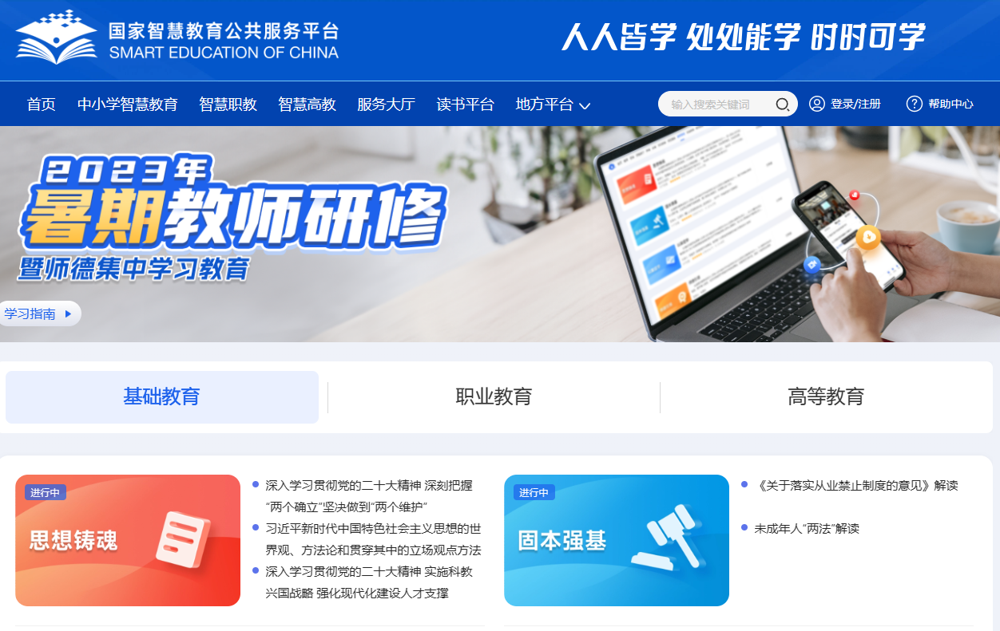 国家智慧教育公共服务平台
SMART EDUCATION OF CHINA
人人皆学 处处能学 时时可学
首页 中小学智慧教育 智慧职教 智慧高教 服务大厅 读书平台 地方平台
输入搜索关键词
登录/注册
帮助中心
2023年
暑期教师研修
暨师德集中学习教育
学习指南
基础教育
职业教育
高等教育
进行中
思想铸魂
深入学习贯彻党的二十大精神 深刻把握
“两个确立”坚决做到“两个维护”
习近平新时代中国特色社会主义思想的世
界观、方法论和贯穿其中的立场观点方法
深入学习贯彻党的二十大精神 实施科教
兴国战略 强化现代化建设人才支撑
进行中
固本强基
《关于落实从业禁止制度的意见》解读
未成年人“两法”解读